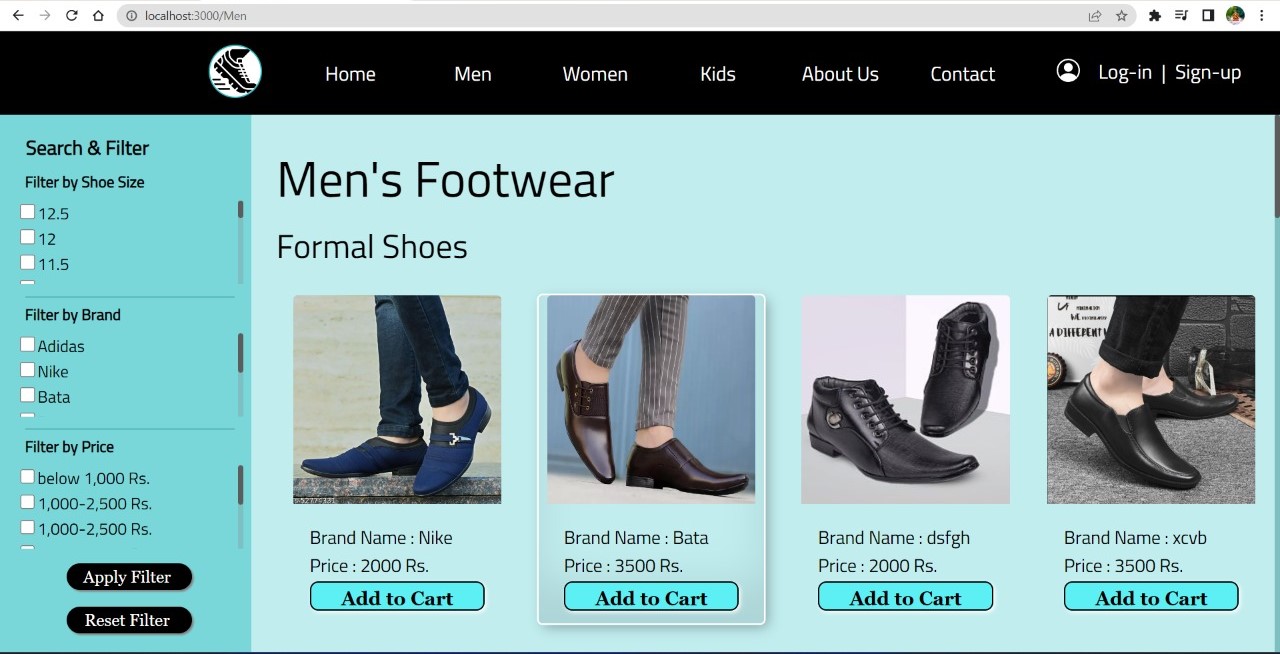 localhost:3000/Men
Home Men Women Kids About Us Contact Log-in | Sign-up
Search & Filter
Filter by Shoe Size
12.5
12
11.5
Filter by Brand
Adidas
Nike
Bata
Filter by Price
below 1,000 Rs.
1,000-2,500 Rs.
1,000-2,500 Rs.
Apply Filter
Reset Filter
Men's Footwear
Formal Shoes
WE
A DIFFERENT
Brand Name : Nike
Price : 2000 Rs.
Add to Cart
Brand Name : Bata
Price : 3500 Rs.
Add to Cart
Brand Name : dsfgh
Price : 2000 Rs.
Add to Cart
Brand Name : xcvb
Price : 3500 Rs.
Add to Cart